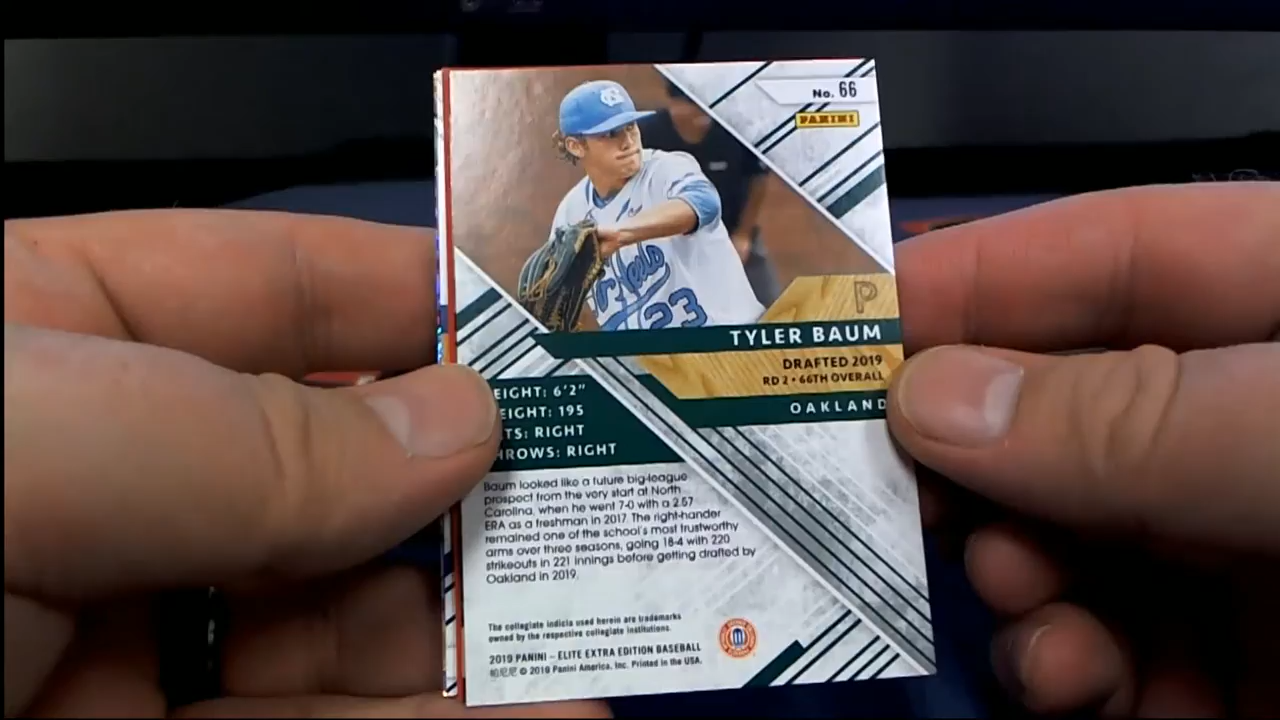 No. 66
PANINI
NC
23
P
TYLER BAUM
DRAFTED 2019
RD 2 • 66TH OVERALL
OAKLAND
EIGHT: 6'2"
EIGHT: 195
TS: RIGHT
HROWS: RIGHT
Baum looked like a future big-league
prospect from the very start at North
Carolina, when he went 7-0 with a 2.57
ERA as a freshman in 2017. The right-hander
remained one of the school's most trustworthy
arms over three seasons, going 18-4 with 220
strikeouts in 221 innings before getting drafted by
Oakland in 2019.
The collegiate indicia used herein are trademarks
owned by the respective collegiate institutions.
2019 PANINI – ELITE EXTRA EDITION BASEBALL
帕尼尼 © 2019 Panini America, Inc. Printed in the USA.